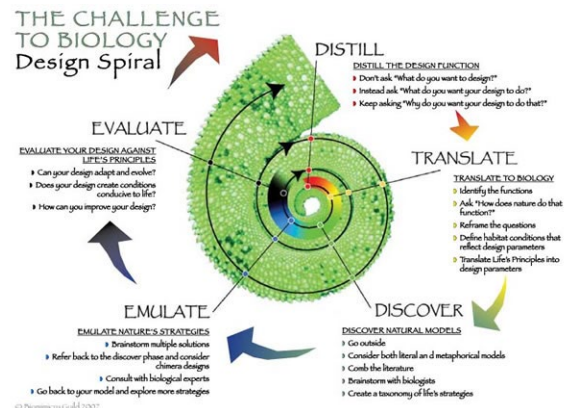 THE CHALLENGE
TO BIOLOGY
Design Spiral
DISTILL
DISTILL THE DESIGN FUNCTION
Don't ask "What do you want to design?"
Instead ask "What do you want your design to do?"
Keep asking "Why do you want your design to do that?"
TRANSLATE
TRANSLATE TO BIOLOGY
Identify the functions
Ask "How does nature do that
function?"
Reframe the questions
Define habitat conditions that
reflect design parameters
Translate Life's Principles into
design parameters
DISCOVER
DISCOVER NATURAL MODELS
Go outside
Consider both literal an d metaphorical models
Comb the literature
Brainstorm with biologists
Create a taxonomy of life's strategies
EMULATE
EMULATE NATURE'S STRATEGIES
Brainstorm multiple solutions
Refer back to the discover phase and consider
chimera designs
Consult with biological experts
Go back to your model and explore more strategies
EVALUATE
EVALUATE YOUR DESIGN AGAINST
LIFE'S PRINCIPLES
Can your design adapt and evolve?
Does your design create conditions
conducive to life?
How can you improve your design?